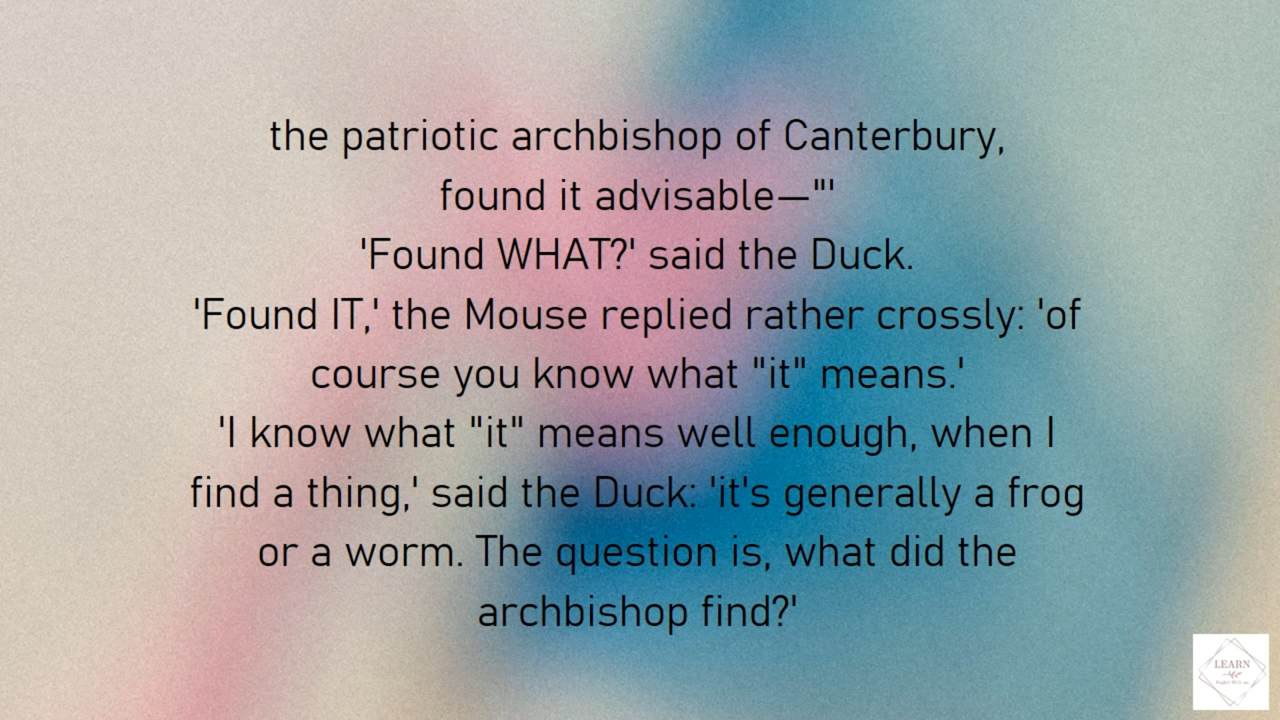 the patriotic archbishop of Canterbury,
found it advisable—"'
'Found WHAT?' said the Duck.
'Found IT,' the Mouse replied rather crossly: 'of
course you know what "it" means.'
'I know what "it" means well enough, when I
find a thing,' said the Duck: 'it's generally a frog
or a worm. The question is, what did the
archbishop find?'
LEARN